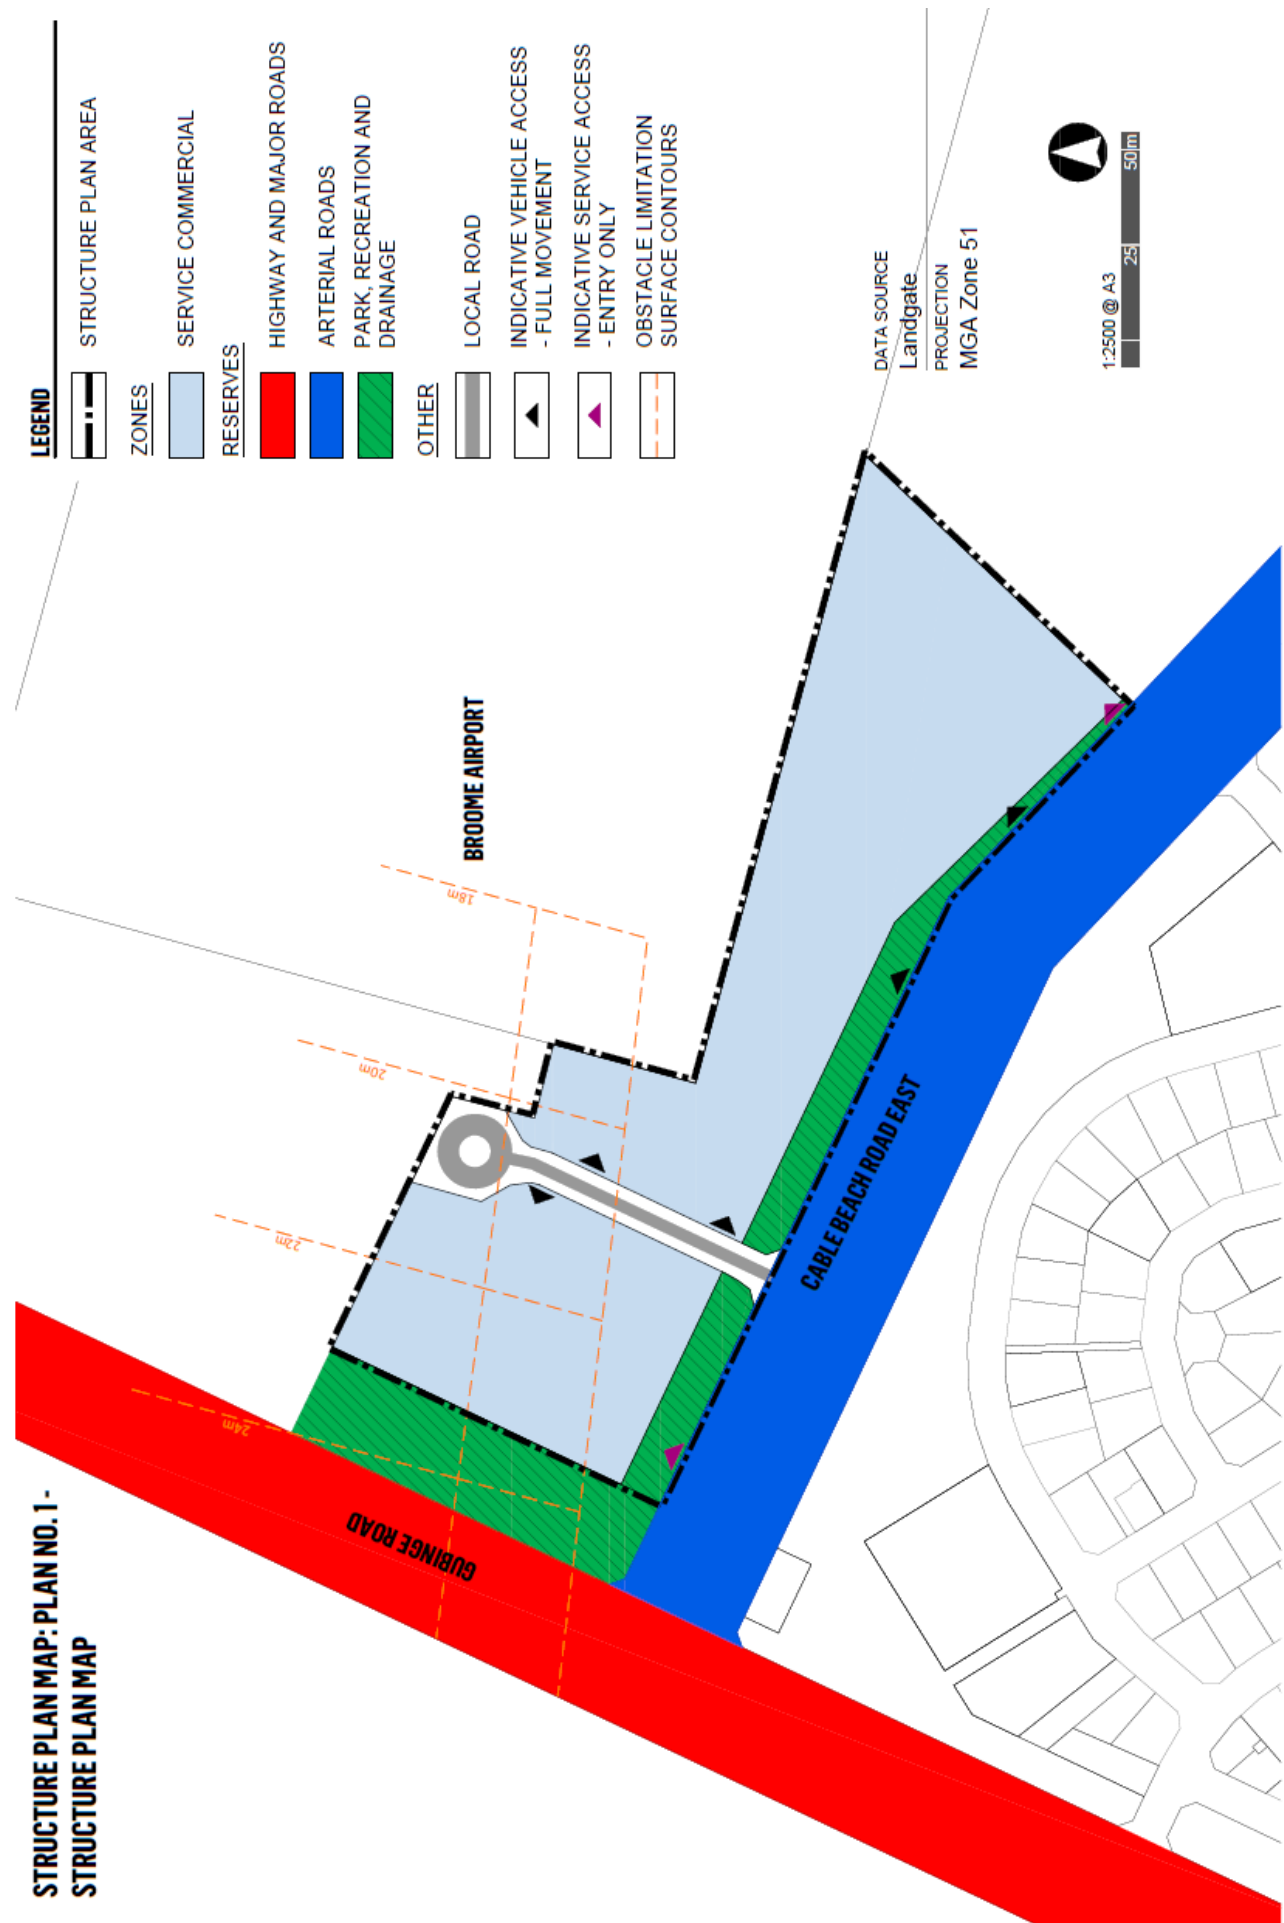 STRUCTURE PLAN MAP: PLAN NO. 1 -
STRUCTURE PLAN MAP
LEGEND
STRUCTURE PLAN AREA
ZONES
SERVICE COMMERCIAL
RESERVES
HIGHWAY AND MAJOR ROADS
ARTERIAL ROADS
PARK, RECREATION AND
DRAINAGE
OTHER
LOCAL ROAD
INDICATIVE VEHICLE ACCESS
- FULL MOVEMENT
INDICATIVE SERVICE ACCESS
- ENTRY ONLY
OBSTACLE LIMITATION
SURFACE CONTOURS
GUBINGE ROAD
24m
22m
20m
18m
BROOME AIRPORT
CABLE BEACH ROAD EAST
DATA SOURCE
Landgate
PROJECTION
MGA Zone 51
1:2500 @ A3
25
50m